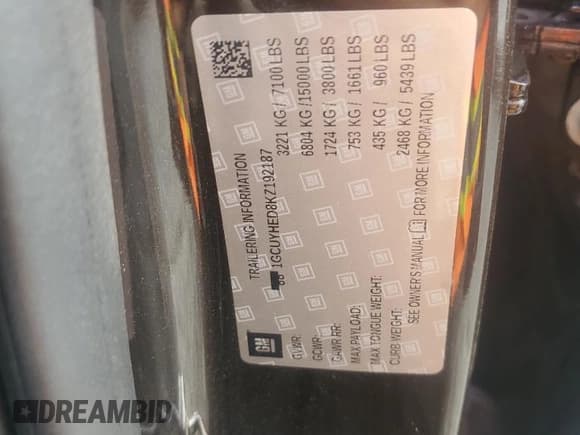 TRAILERING INFORMATION
1GCUYHED8KZ192187
GVWR: 3221 KG / 7100 LBS
GCWR: 6804 KG / 15000 LBS
GAWR RR: 1724 KG / 3800 LBS
MAX PAYLOAD: 753 KG / 1661 LBS
MAX TONGUE WEIGHT: 435 KG / 960 LBS
CURB WEIGHT: 2468 KG / 5439 LBS
SEE OWNER'S MANUAL FOR MORE INFORMATION
GM
DREAMBID